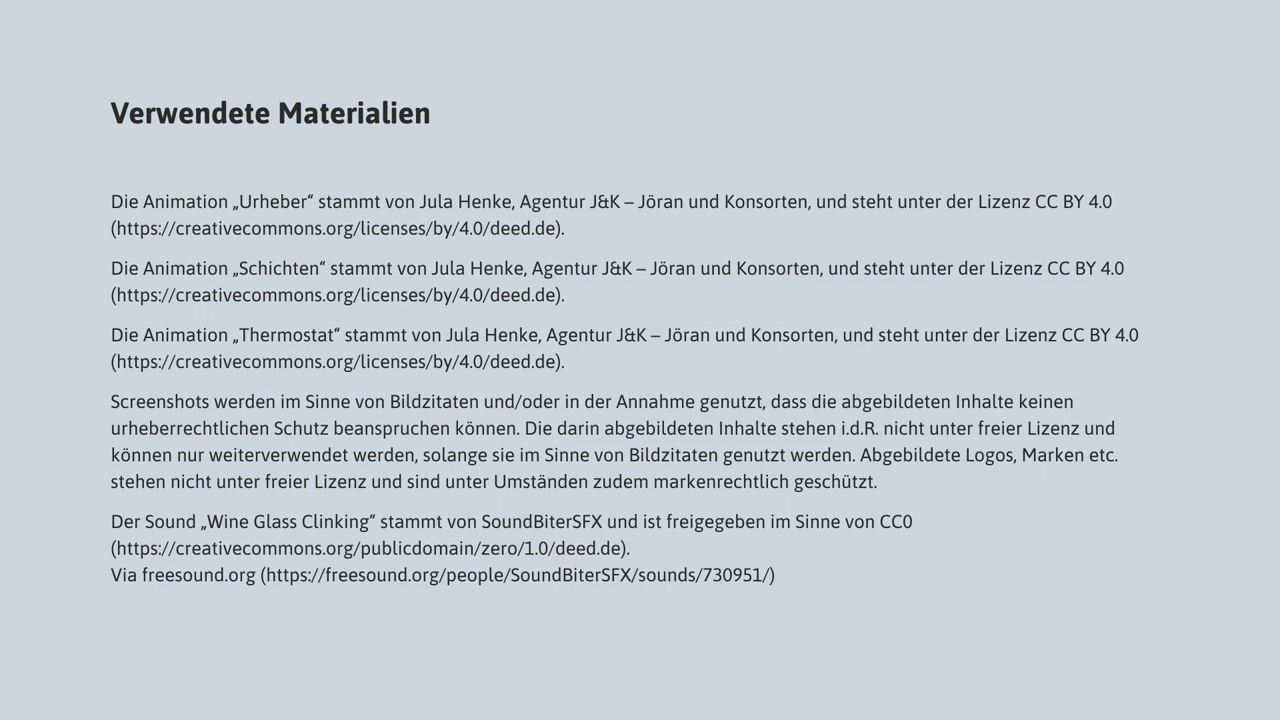 Verwendete Materialien
Die Animation „Urheber“ stammt von Jula Henke, Agentur J&K – Jöran und Konsorten, und steht unter der Lizenz CC BY 4.0
(https://creativecommons.org/licenses/by/4.0/deed.de).
Die Animation „Schichten“ stammt von Jula Henke, Agentur J&K – Jöran und Konsorten, und steht unter der Lizenz CC BY 4.0
(https://creativecommons.org/licenses/by/4.0/deed.de).
Die Animation „Thermostat“ stammt von Jula Henke, Agentur J&K – Jöran und Konsorten, und steht unter der Lizenz CC BY 4.0
(https://creativecommons.org/licenses/by/4.0/deed.de).
Screenshots werden im Sinne von Bildzitaten und/oder in der Annahme genutzt, dass die abgebildeten Inhalte keinen
urheberrechtlichen Schutz beanspruchen können. Die darin abgebildeten Inhalte stehen i.d.R. nicht unter freier Lizenz und
können nur weiterverwendet werden, solange sie im Sinne von Bildzitaten genutzt werden. Abgebildete Logos, Marken etc.
stehen nicht unter freier Lizenz und sind unter Umständen zudem markenrechtlich geschützt.
Der Sound „Wine Glass Clinking“ stammt von SoundBiterSFX und ist freigegeben im Sinne von CC0
(https://creativecommons.org/publicdomain/zero/1.0/deed.de).
Via freesound.org (https://freesound.org/people/SoundBiterSFX/sounds/730951/)